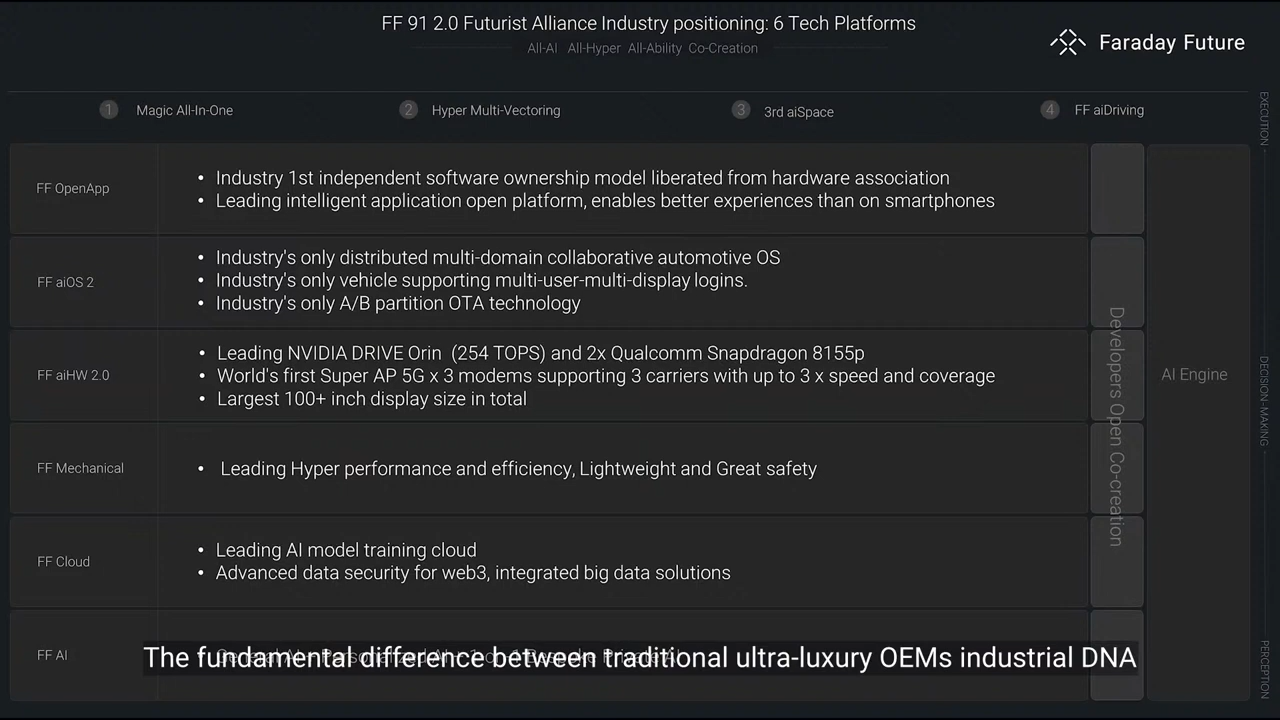 FF 91 2.0 Futurist Alliance Industry positioning: 6 Tech Platforms
All-AI All-Hyper All-Ability Co-Creation
Faraday Future
1 Magic All-In-One
2 Hyper Multi-Vectoring
3 3rd aiSpace
4 FF aiDriving
EXECUTION
FF OpenApp
• Industry 1st independent software ownership model liberated from hardware association
• Leading intelligent application open platform, enables better experiences than on smartphones
FF aiOS 2
• Industry's only distributed multi-domain collaborative automotive OS
• Industry's only vehicle supporting multi-user-multi-display logins.
• Industry's only A/B partition OTA technology
FF aiHW 2.0
• Leading NVIDIA DRIVE Orin (254 TOPS) and 2x Qualcomm Snapdragon 8155p
• World's first Super AP 5G x 3 modems supporting 3 carriers with up to 3 x speed and coverage
• Largest 100+ inch display size in total
FF Mechanical
• Leading Hyper performance and efficiency, Lightweight and Great safety
FF Cloud
• Leading AI model training cloud
• Advanced data security for web3, integrated big data solutions
FF AI
Developers Open Co-creation
AI Engine
DECISION-MAKING
PERCEPTION
The fundamental difference between traditional ultra-luxury OEMs industrial DNA